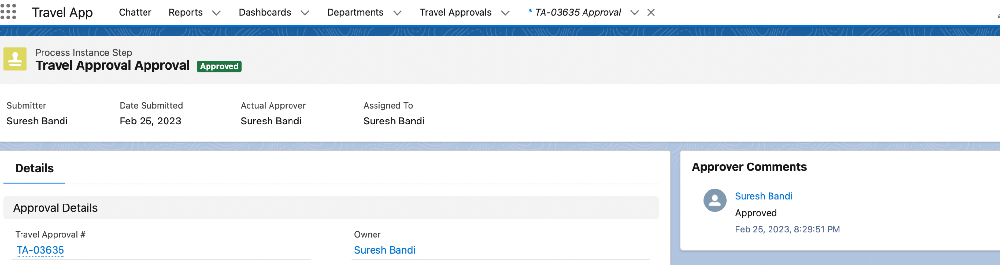 Travel App Chatter Reports Dashboards Departments Travel Approvals * TA-03635 Approval
Process Instance Step
Travel Approval Approval Approved
Submitter Date Submitted Actual Approver Assigned To
Suresh Bandi Feb 25, 2023 Suresh Bandi Suresh Bandi
Details
Approval Details
Travel Approval # Owner
TA-03635 Suresh Bandi
Approver Comments
Suresh Bandi
Approved
Feb 25, 2023, 8:29:51 PM